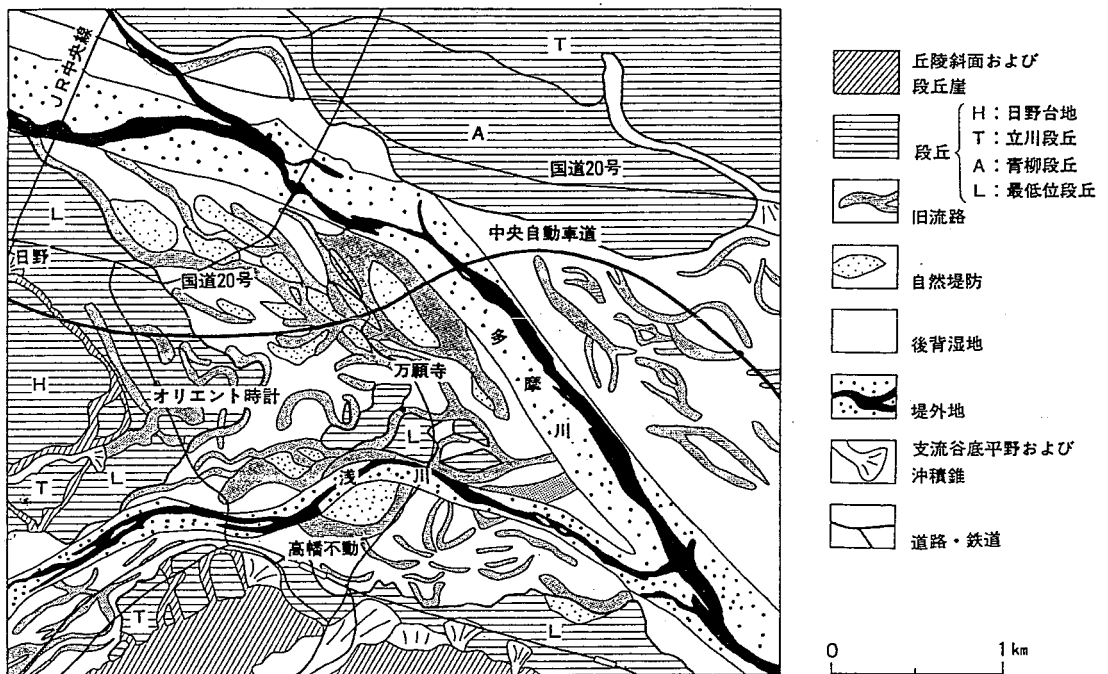 JR中央線
T
A
国道20号
中央自動車道
L
日野
国道20号
多摩川
万願寺
H
オリエント時計
L
L
T
浅川
高幡不動
T
L
丘陵斜面および
段丘崖
段丘
H：日野台地
T：立川段丘
A：青柳段丘
L：最低位段丘
旧流路
自然堤防
後背湿地
堤外地
支流谷底平野および
沖積錐
道路・鉄道
0 1km